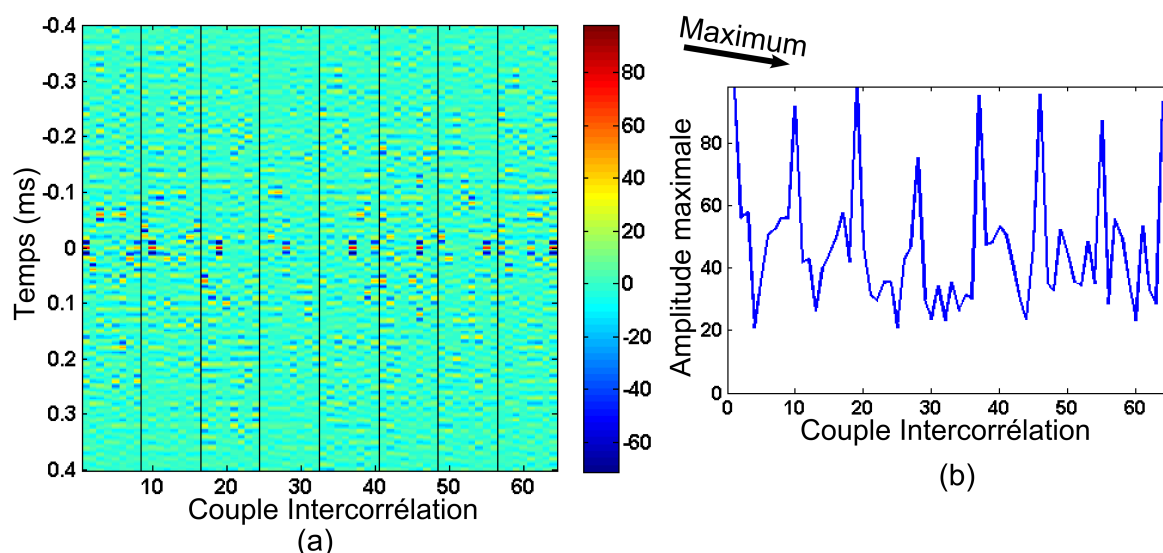 -0.4
-0.3
-0.2
-0.1
0
0.1
0.2
0.3
0.4
Temps (ms)
10 20 30 40 50 60
Couple Intercorrélation
(a)
80
60
40
20
0
-20
-40
-60
Maximum
Amplitude maximale
80
60
40
20
0
0 10 20 30 40 50 60
Couple Intercorrélation
(b)